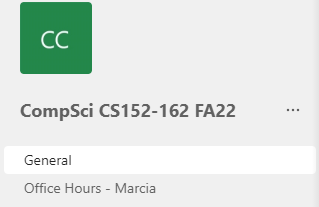 CC
CompSci CS152-162 FA22 ...
General
Office Hours - Marcia